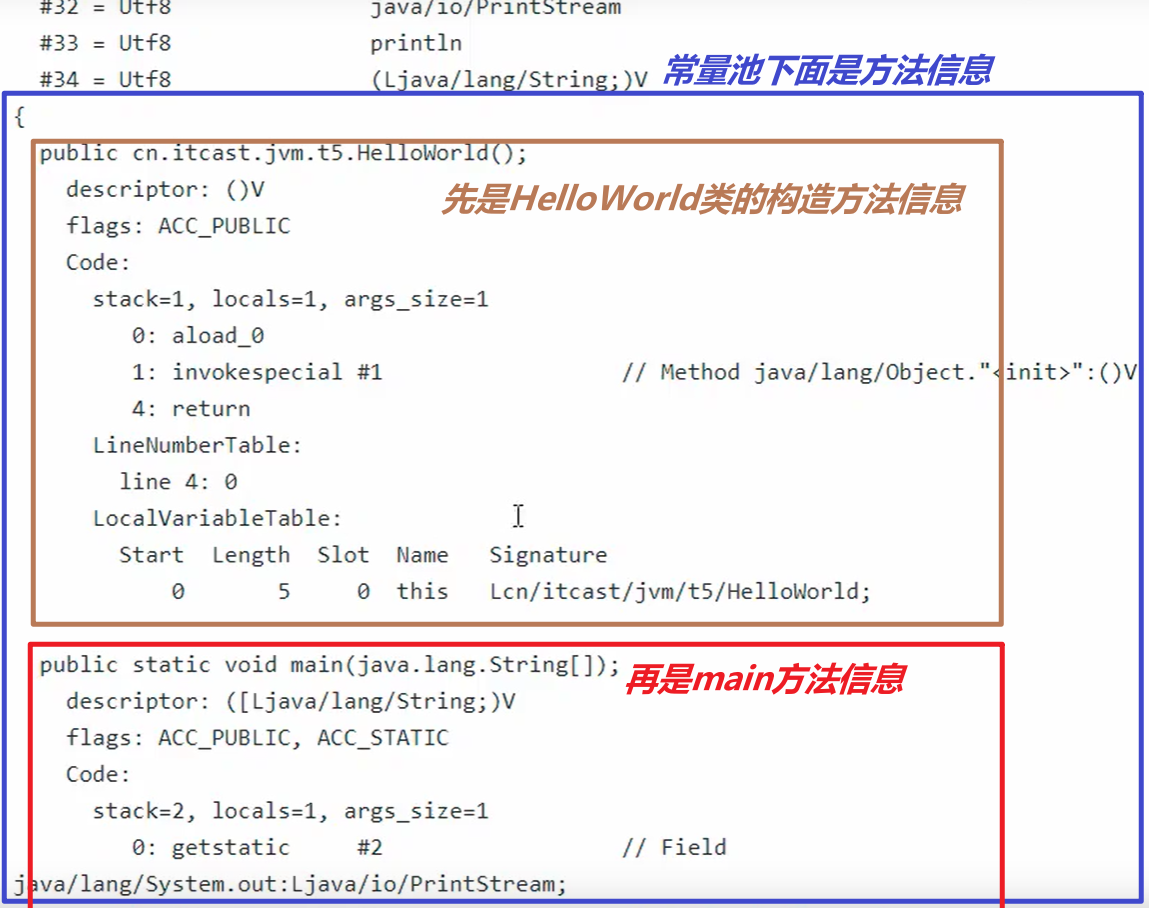 #32 = Utf8               java/io/PrintStream
#33 = Utf8               println
#34 = Utf8               (Ljava/lang/String;)V 常量池下面是方法信息
{
public cn.itcast.jvm.t5.HelloWorld();
descriptor: ()V
先是HelloWorld类的构造方法信息
flags: ACC_PUBLIC
Code:
stack=1, locals=1, args_size=1
0: aload_0
1: invokespecial #1                  // Method java/lang/Object."<init>":()V
4: return
LineNumberTable:
line 4: 0
LocalVariableTable:
Start  Length  Slot  Name   Signature
0       5     0  this   Lcn/itcast/jvm/t5/HelloWorld;
public static void main(java.lang.String[]); 再是main方法信息
descriptor: ([Ljava/lang/String;)V
flags: ACC_PUBLIC, ACC_STATIC
Code:
stack=2, locals=1, args_size=1
0: getstatic     #2                  // Field
java/lang/System.out:Ljava/io/PrintStream;